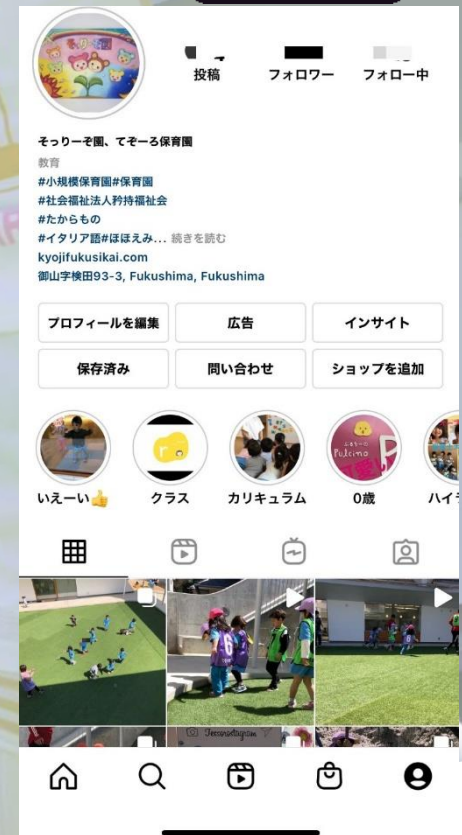 投稿
フォロワー
フォロー中
そっりーぞ園、てぞーろ保育園
教育
#小規模保育園#保育園
#社会福祉法人矜持福祉会
#たからもの
#イタリア語#ほほえみ... 続きを読む
kyojifukusikai.com
御山字検田93-3, Fukushima, Fukushima
プロフィールを編集
広告
インサイト
保存済み
問い合わせ
ショップを追加
Pulcino
いえーい👍
クラス
カリキュラム
0歳
ハイ
6
Tesorostagram